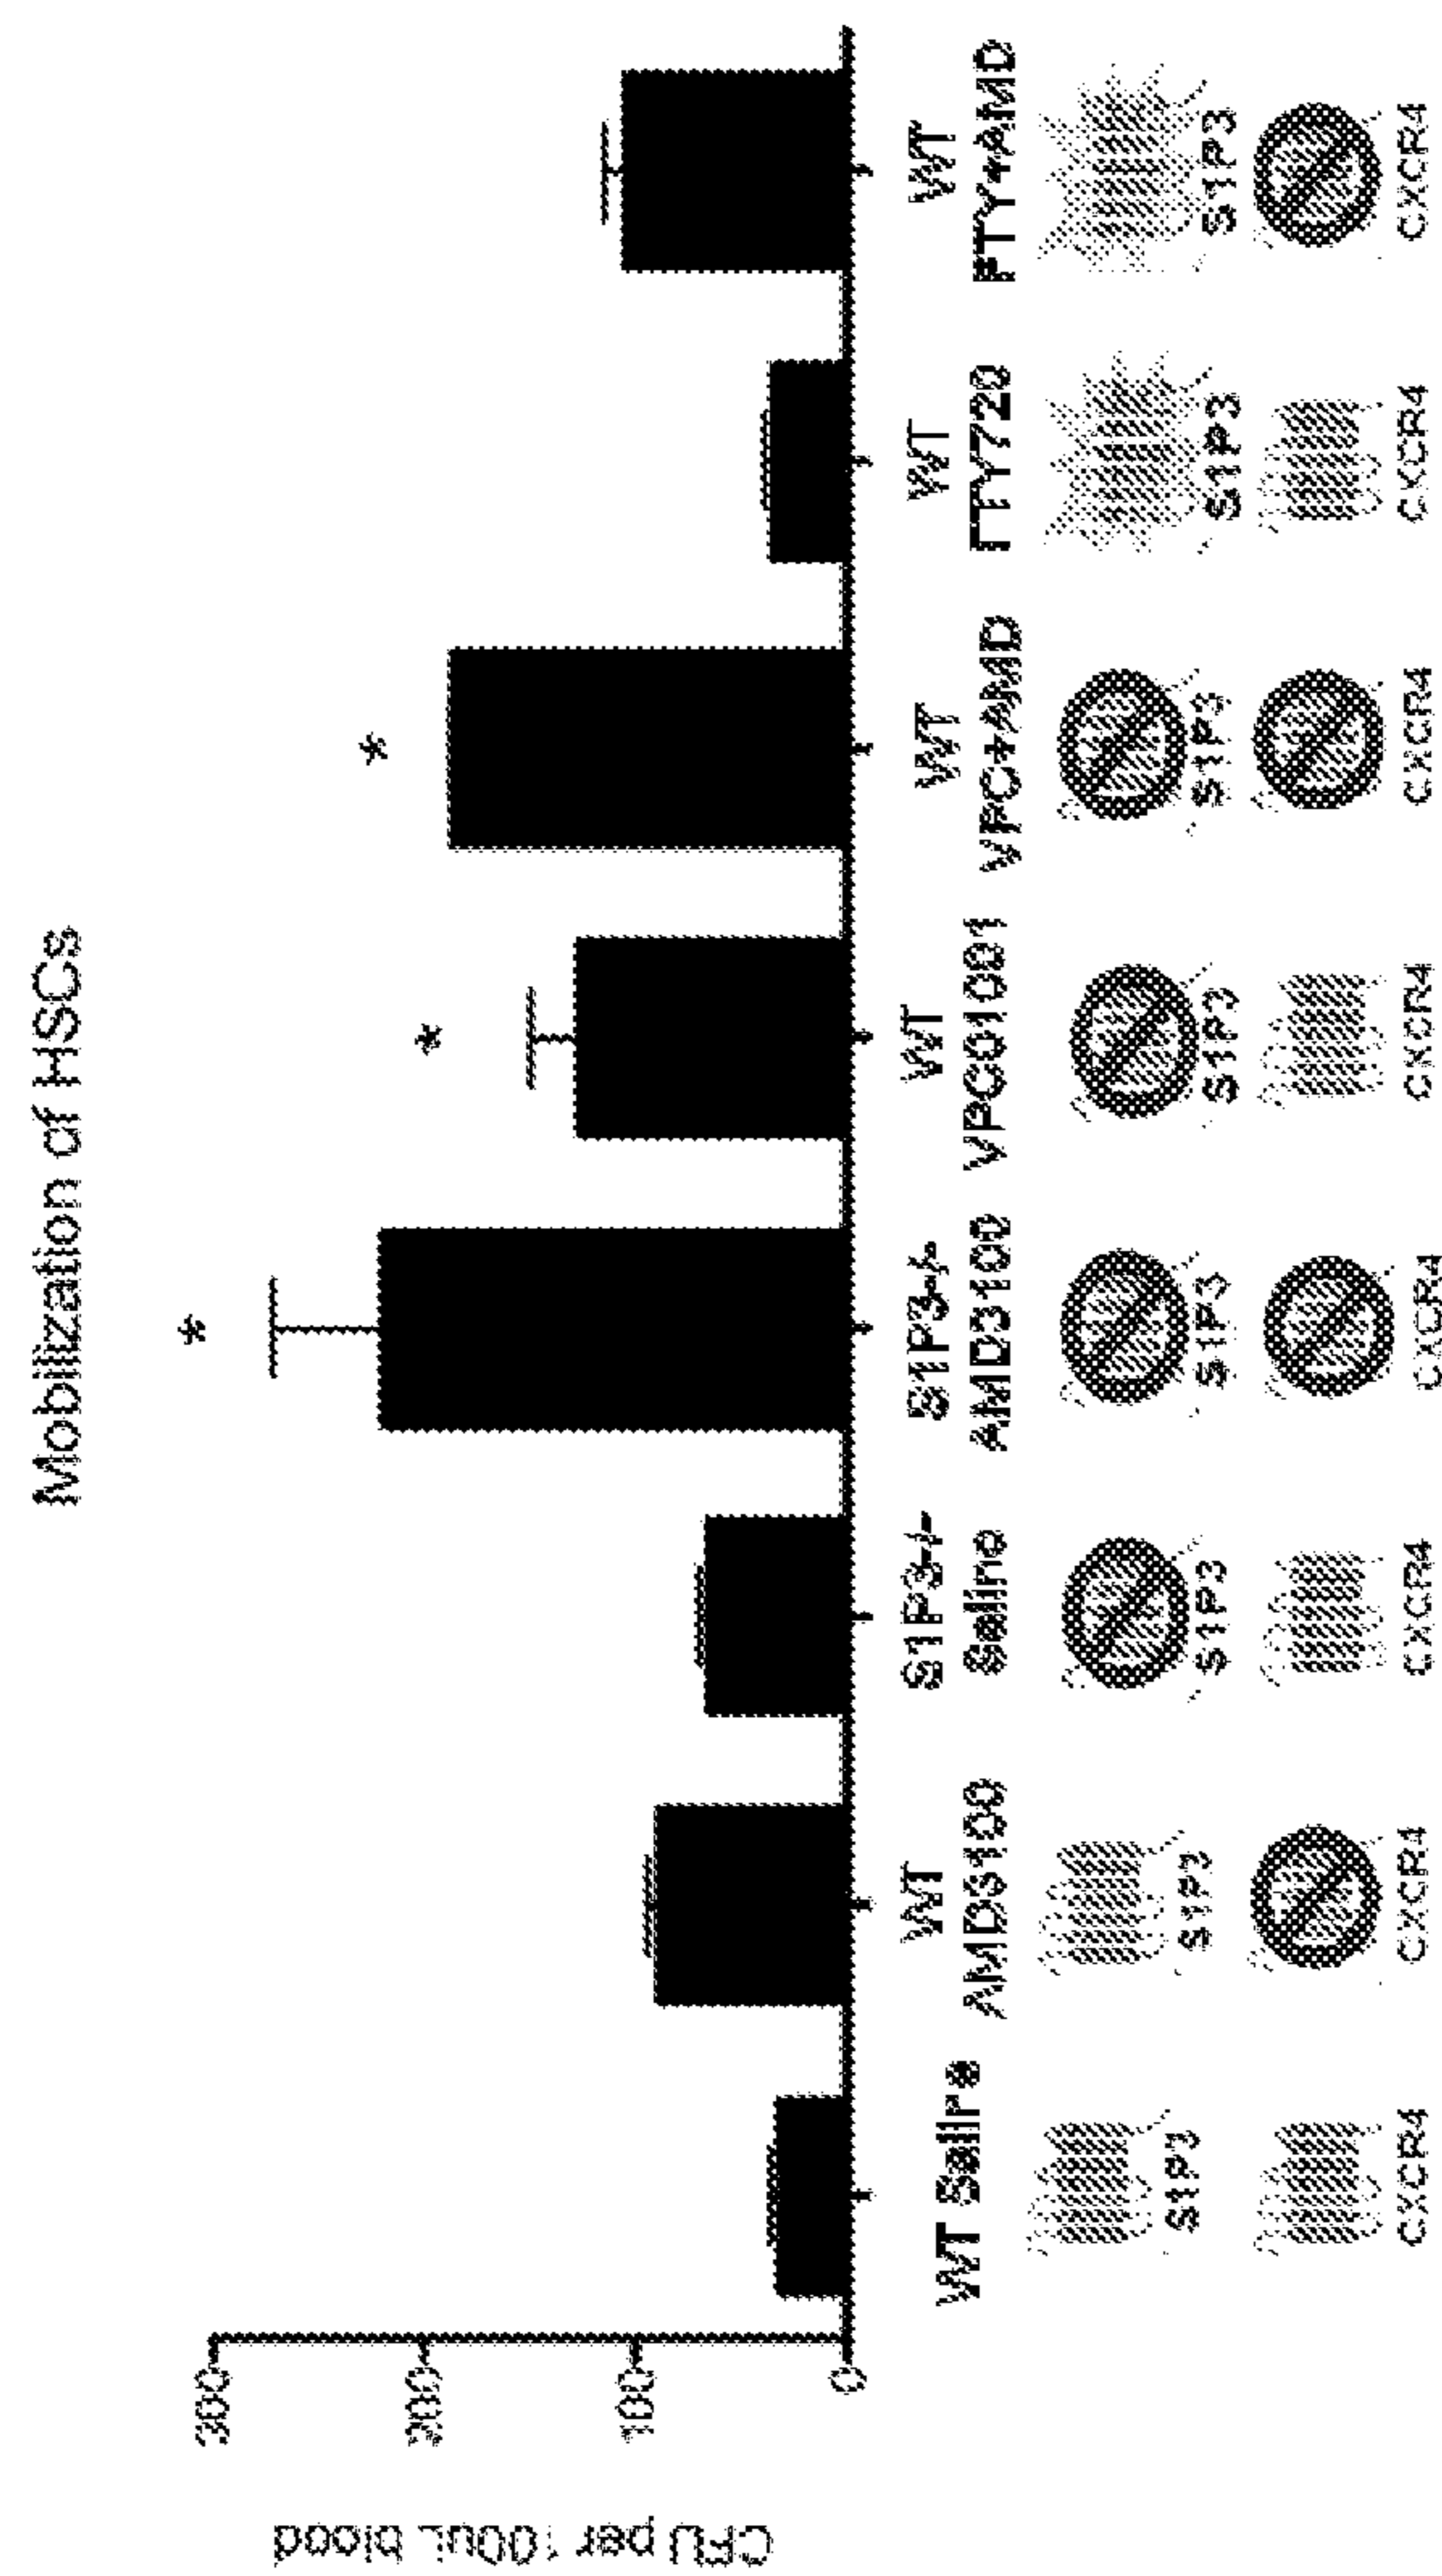 Mobilization of HSCs
CFU per 100uL blood
300
200
100
0
WT Saline
WT
AMD3100
S1P3-/-
Saline
S1P3-/-
AMD3100
WT
VPC01091
WT
VPC+AMD
WT
FTY720
WT
FTY+AMD
S1P3
S1P3
S1P3
S1P3
S1P3
S1P3
S1P3
S1P3
CXCR4
CXCR4
CXCR4
CXCR4
CXCR4
CXCR4
CXCR4
CXCR4
*
*
*